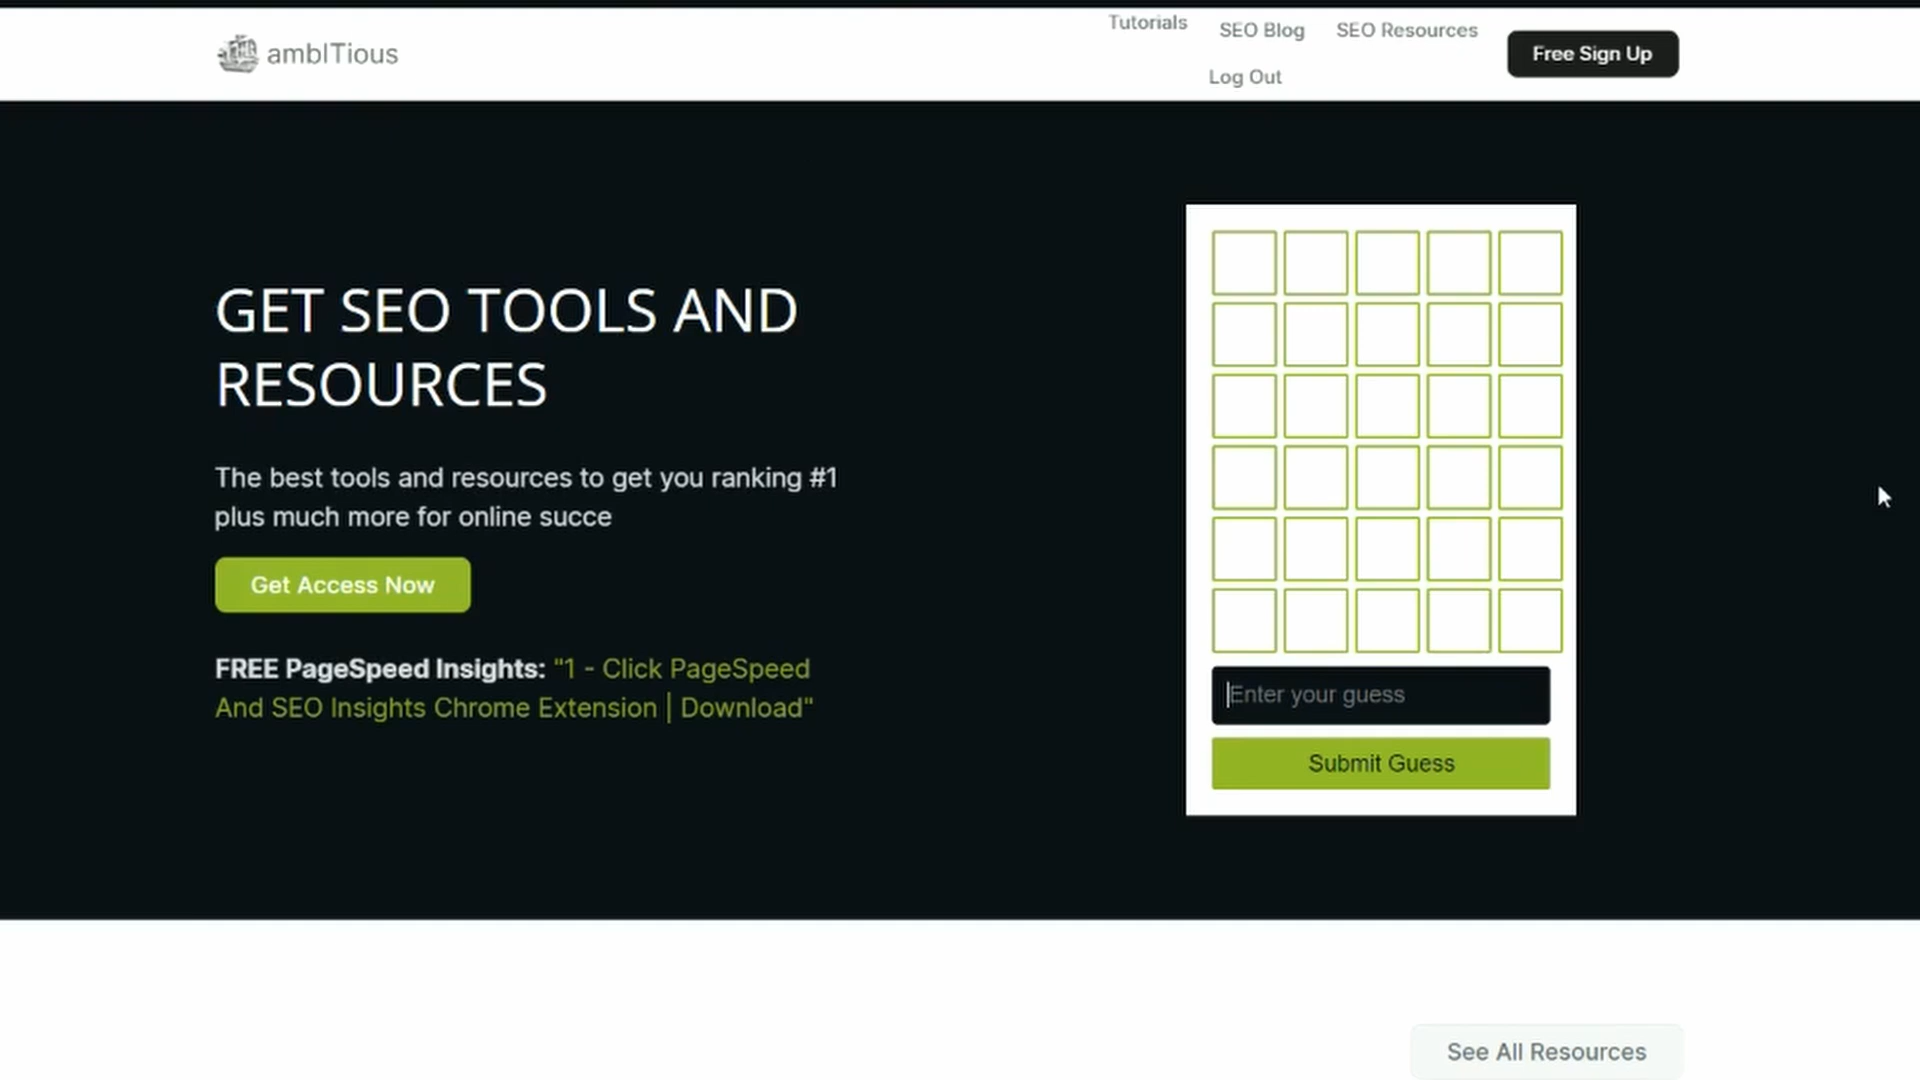 ambITious
Tutorials
SEO Blog
SEO Resources
Log Out
Free Sign Up
GET SEO TOOLS AND
RESOURCES
The best tools and resources to get you ranking #1
plus much more for online succe
Get Access Now
FREE PageSpeed Insights: "1 - Click PageSpeed
And SEO Insights Chrome Extension | Download"
Enter your guess
Submit Guess
See All Resources